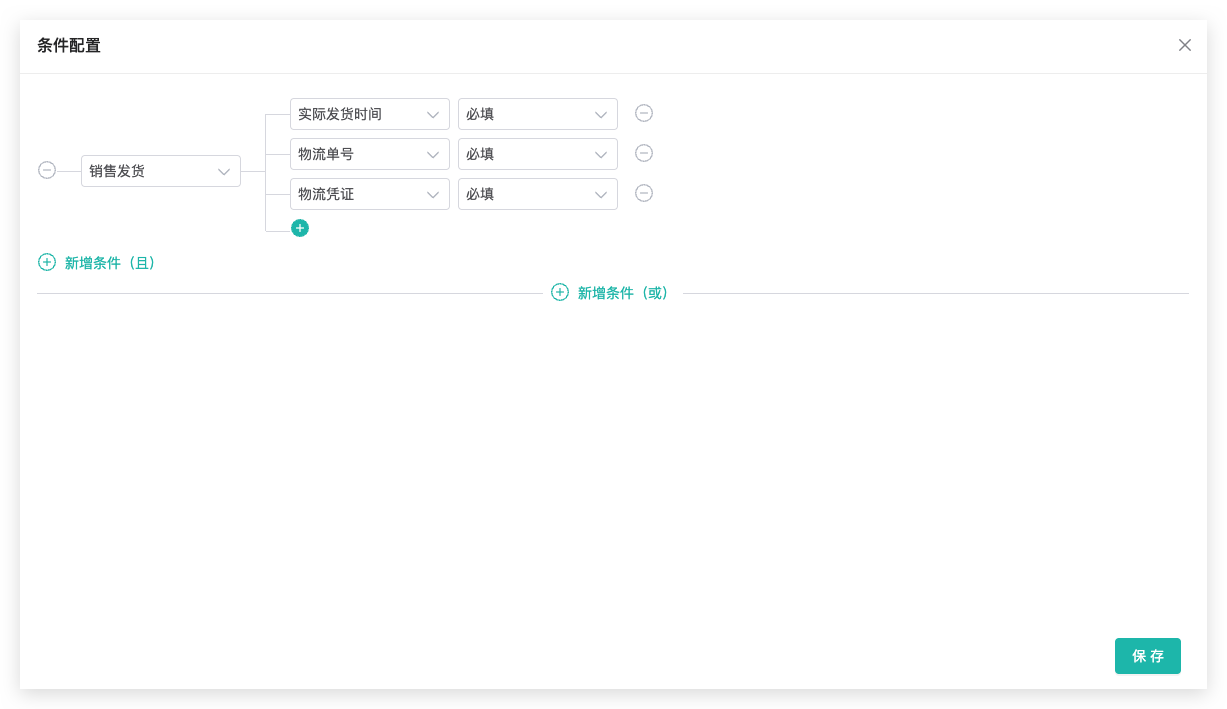 条件配置
实际发货时间 必填
物流单号 必填
销售发货
物流凭证 必填
新增条件（且）
新增条件（或）
保 存